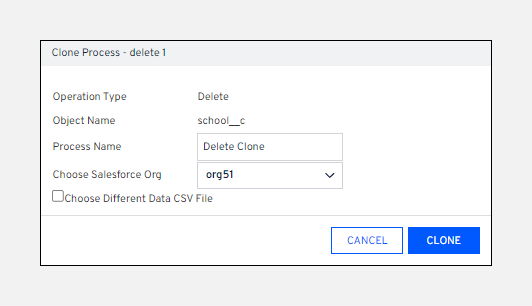 Clone Process - delete 1
Operation Type Delete
Object Name school__c
Process Name Delete Clone
Choose Salesforce Org org51
Choose Different Data CSV File
CANCEL CLONE